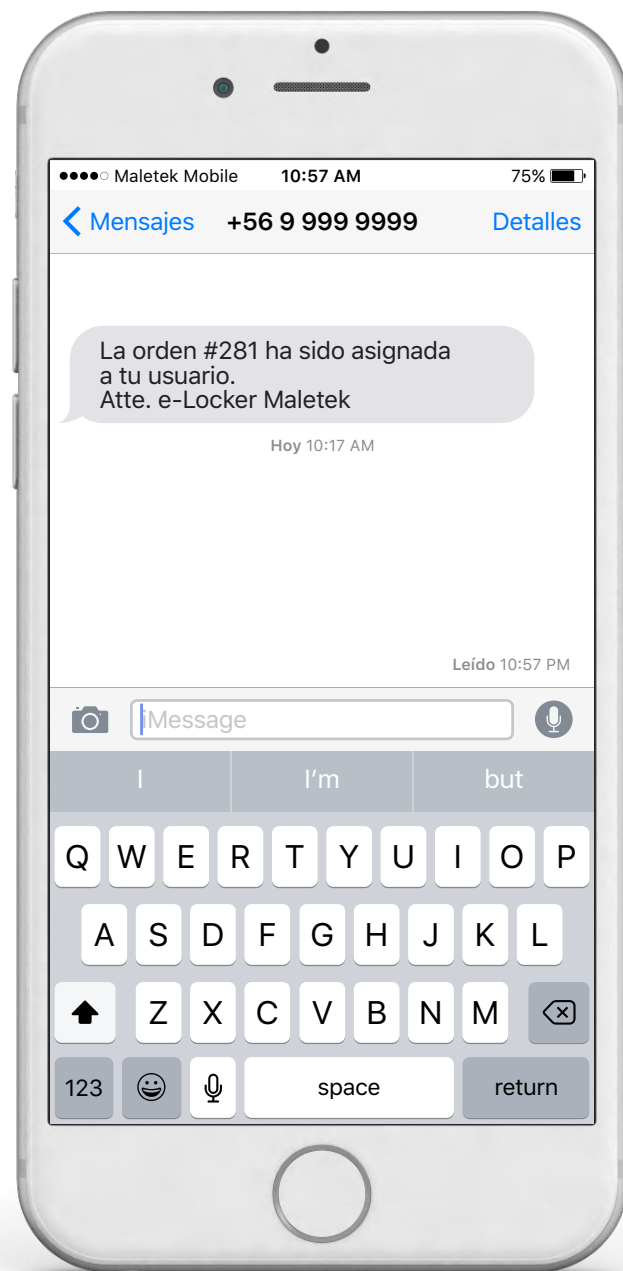 Maletek Mobile 10:57 AM 75%
Mensajes +56 9 999 9999 Detalles
La orden #281 ha sido asignada
a tu usuario.
Atte. e-Locker Maletek
Hoy 10:17 AM
Leído 10:57 PM
iMessage
I I'm but
Q W E R T Y U I O P
A S D F G H J K L
Z X C V B N M
123 space return